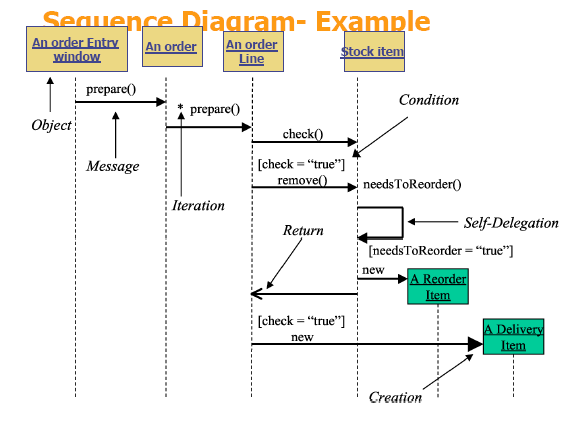 Sequence Diagram- Example
An order Entry
window
An order
An order
Line
Stock item
prepare()
* prepare()
Condition
Object
check()
Message
[check = “true”]
remove()
needsToReorder()
Iteration
Return
Self-Delegation
[needsToReorder = “true”]
new
A Reorder
Item
[check = “true”]
new
A Delivery
Item
Creation